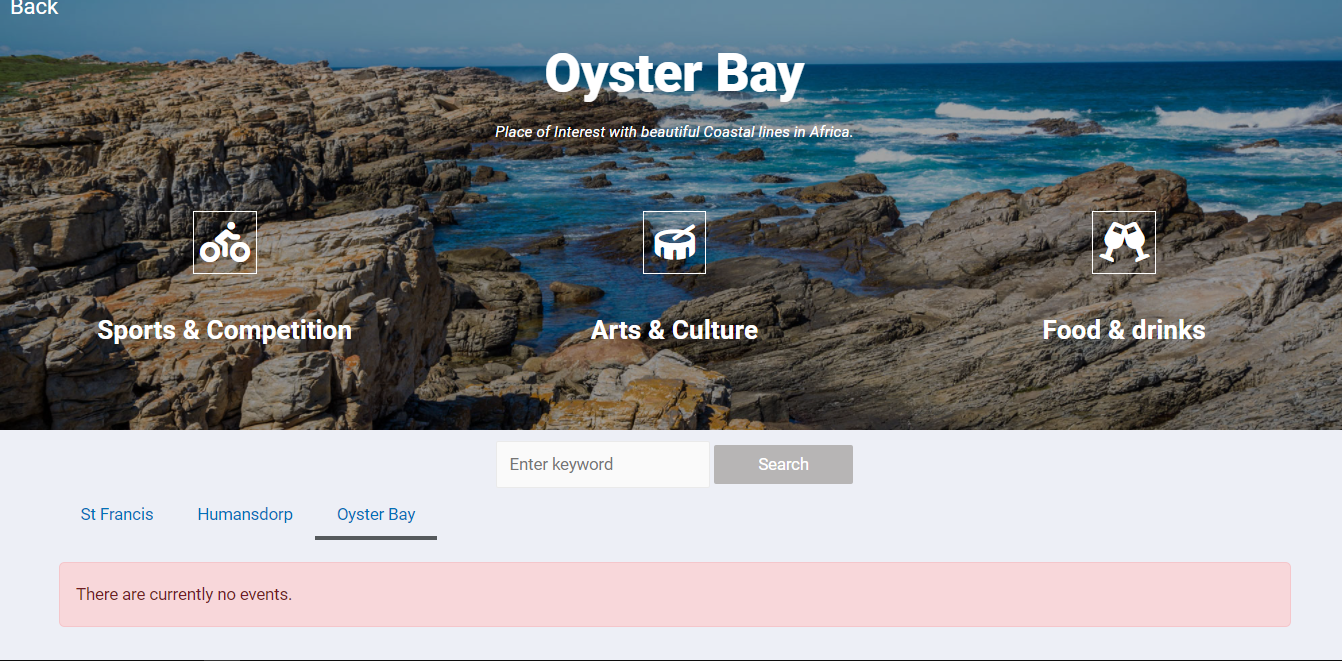 Back
Oyster Bay
Place of Interest with beautiful Coastal lines in Africa.
Sports & Competition
Arts & Culture
Food & drinks
Enter keyword
Search
St Francis
Humansdorp
Oyster Bay
There are currently no events.